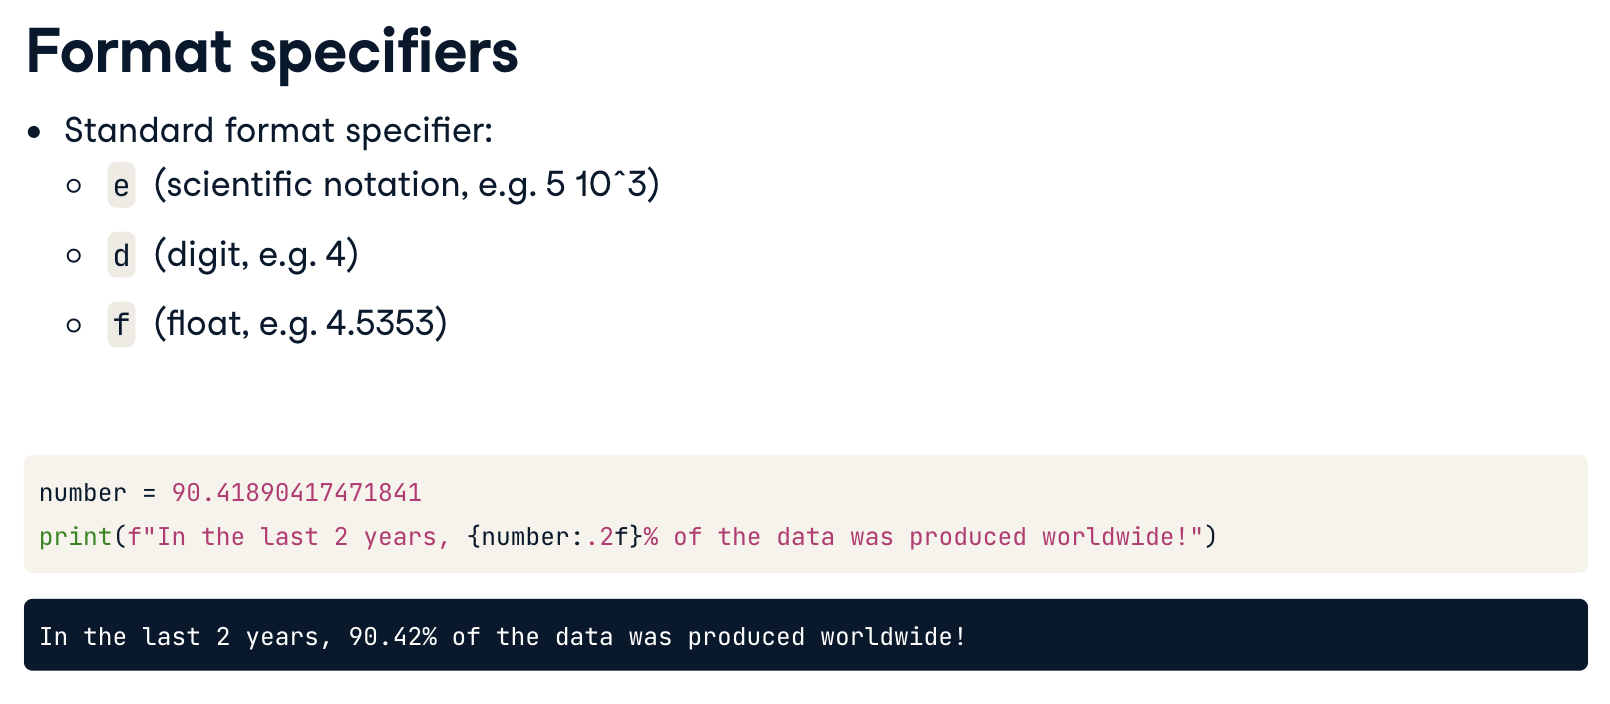 Format specifiers
• Standard format specifier:
○ e (scientific notation, e.g. 5 10^3)
○ d (digit, e.g. 4)
○ f (float, e.g. 4.5353)
number = 90.41890417471841
print(f"In the last 2 years, {number:.2f}% of the data was produced worldwide!")
In the last 2 years, 90.42% of the data was produced worldwide!